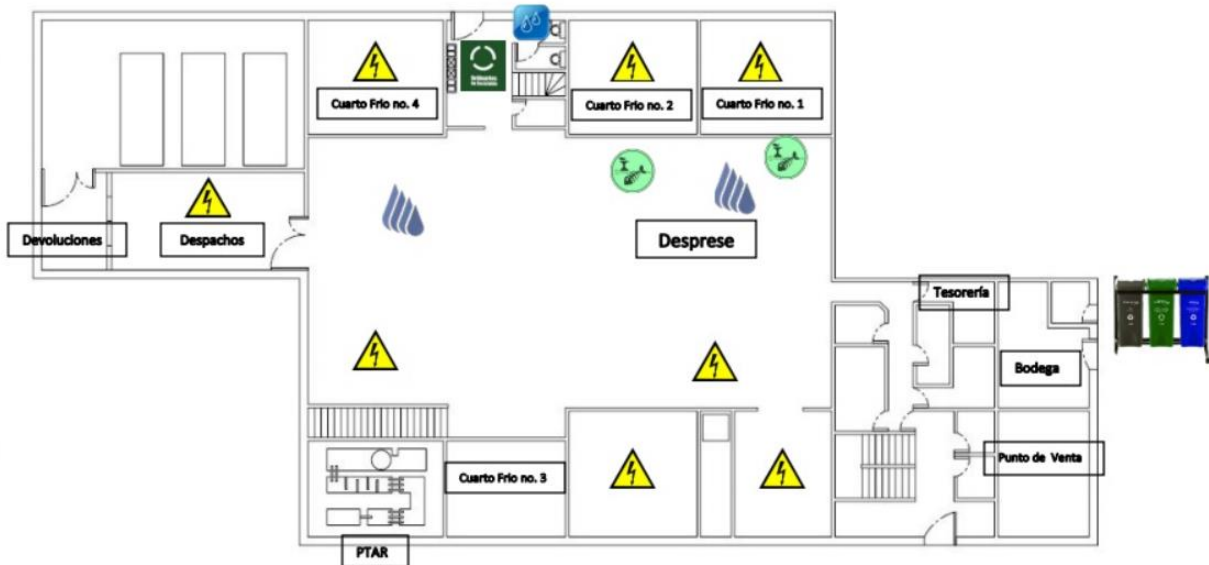 Cuarto Frio no. 4
Cuarto Frio no. 2
Cuarto Frio no. 1
Devoluciones
Despachos
Desprese
Tesorería
Bodega
Cuarto Frio no. 3
Punto de Venta
PTAR